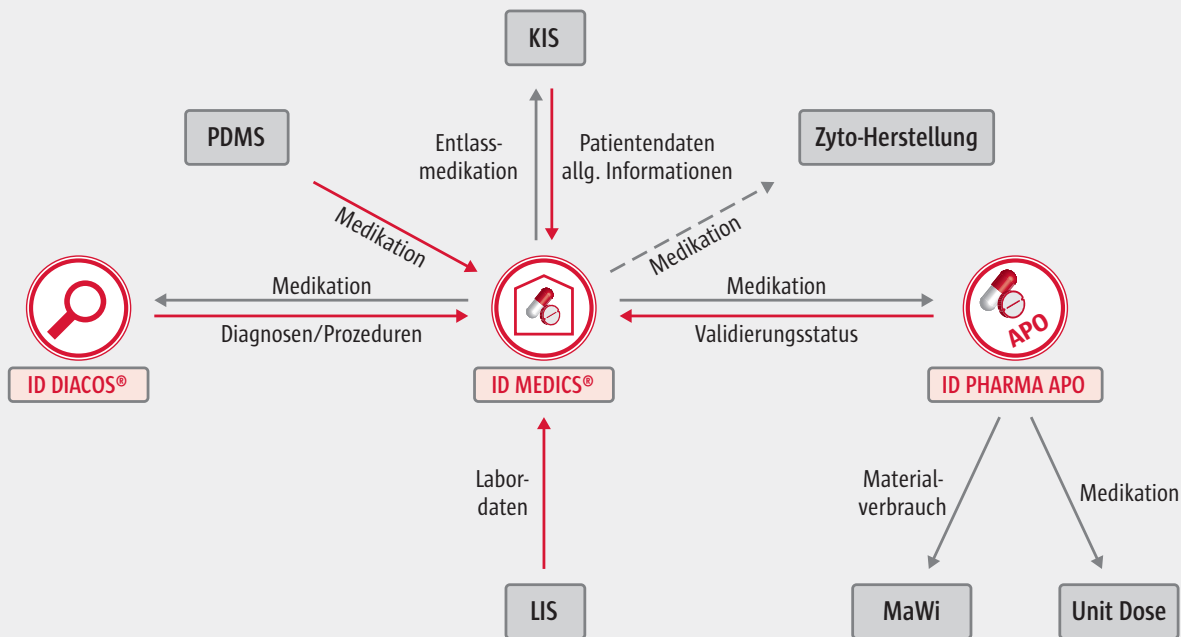 KIS
PDMS
Zyto-Herstellung
Entlass-
medikation
Patientendaten
allg. Informationen
Medikation
Medikation
Medikation
Diagnosen/Prozeduren
Medikation
Validierungsstatus
APO
ID DIACOS®
ID MEDICS®
ID PHARMA APO
Labor-
daten
Material-
verbrauch
Medikation
LIS
MaWi
Unit Dose